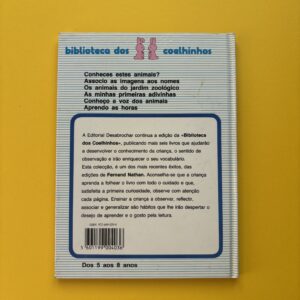 biblioteca dos coelhinhos
Conheces estes animais?
Associo as imagens aos nomes
Os animais do jardim zoológico
As minhas primeiras adivinhas
Conheço a voz dos animais
Aprendo as horas
A Editorial Desabrochar continua a edição da «Biblioteca
dos Coelhinhos», publicando mais seis livros que ajudarão
a desenvolver o conhecimento da criança, o sentido de
observação e irão enriquecer o seu vocabulário.
Esta colecção, é um dos mais recentes êxitos, das
edições de Fernand Nathan. Aconselha-se que a criança
aprenda a folhear o livro com todo o cuidado e que,
satisfeita a primeira curiosidade, observe com atenção
cada página. Ensinar a criança a observar, reflectir,
associar e generalizar são hábitos que lhe irão despertar o
desejo de aprender e o gosto pela leitura.
5601199004036
Dos 5 aos 8 anos